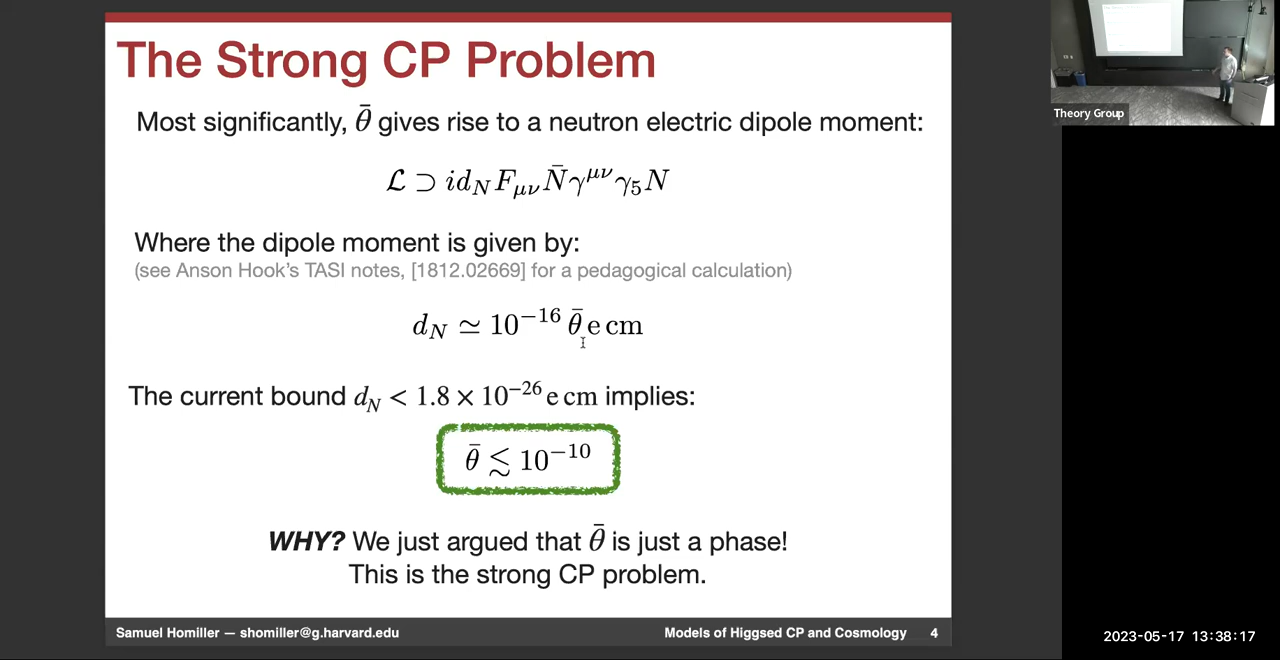 The Strong CP Problem
Most significantly, θ̄ gives rise to a neutron electric dipole moment:
ℒ ⊃ i d_N F_{μν} N̄ γ^{μν} γ_5 N
Where the dipole moment is given by:
(see Anson Hook's TASI notes, [1812.02669] for a pedagogical calculation)
d_N ≃ 10^{−16} θ̄ e cm
The current bound d_N < 1.8 × 10^{−26} e cm implies:
θ̄ ≲ 10^{−10}
WHY? We just argued that θ̄ is just a phase!
This is the strong CP problem.
Samuel Homiller — shomiller@g.harvard.edu
Models of Higgsed CP and Cosmology 4
Theory Group
2023-05-17 13:38:17